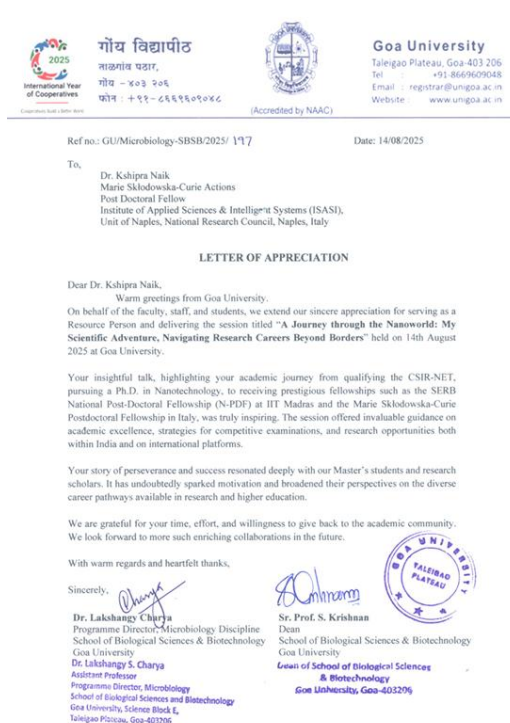 2025
International Year
of Cooperatives
Cooperatives Build a Better World
गोंय विद्यापीठ
ताळगांव पठार,
गोंय - ४०३ २०६
फोन : +९१-८६६९६०९०४८
(Accredited by NAAC)
Goa University
Taleigao Plateau, Goa-403 206
Tel : +91-8669609048
Email : registrar@unigoa.ac.in
Website : www.unigoa.ac.in
Ref no.: GU/Microbiology-SBSB/2025/ 197
Date: 14/08/2025
To,
Dr. Kshipra Naik
Marie Skłodowska-Curie Actions
Post Doctoral Fellow
Institute of Applied Sciences & Intelligent Systems (ISASI),
Unit of Naples, National Research Council, Naples, Italy
LETTER OF APPRECIATION
Dear Dr. Kshipra Naik,
Warm greetings from Goa University.
On behalf of the faculty, staff, and students, we extend our sincere appreciation for serving as a
Resource Person and delivering the session titled "A Journey through the Nanoworld: My
Scientific Adventure, Navigating Research Careers Beyond Borders" held on 14th August
2025 at Goa University.
Your insightful talk, highlighting your academic journey from qualifying the CSIR-NET,
pursuing a Ph.D. in Nanotechnology, to receiving prestigious fellowships such as the SERB
National Post-Doctoral Fellowship (N-PDF) at IIT Madras and the Marie Skłodowska-Curie
Postdoctoral Fellowship in Italy, was truly inspiring. The session offered invaluable guidance on
academic excellence, strategies for competitive examinations, and research opportunities both
within India and on international platforms.
Your story of perseverance and success resonated deeply with our Master's students and research
scholars. It has undoubtedly sparked motivation and broadened their perspectives on the diverse
career pathways available in research and higher education.
We are grateful for your time, effort, and willingness to give back to the academic community.
We look forward to more such enriching collaborations in the future.
With warm regards and heartfelt thanks,
Sincerely,
GOA UNIVERSITY
TALEIGAO
PLATEAU
Dr. Lakshangy Charya
Programme Director, Microbiology Discipline
School of Biological Sciences & Biotechnology
Goa University
Dr. Lakshangy S. Charya
Assistant Professor
Programme Director, Microbiology
School of Biological Sciences and Biotechnology
Goa University, Science Block E,
Taleigao Plateau, Goa-403206
Sr. Prof. S. Krishnan
Dean
School of Biological Sciences & Biotechnology
Goa University
Dean of School of Biological Sciences
& Biotechnology
Goa University, Goa-403206